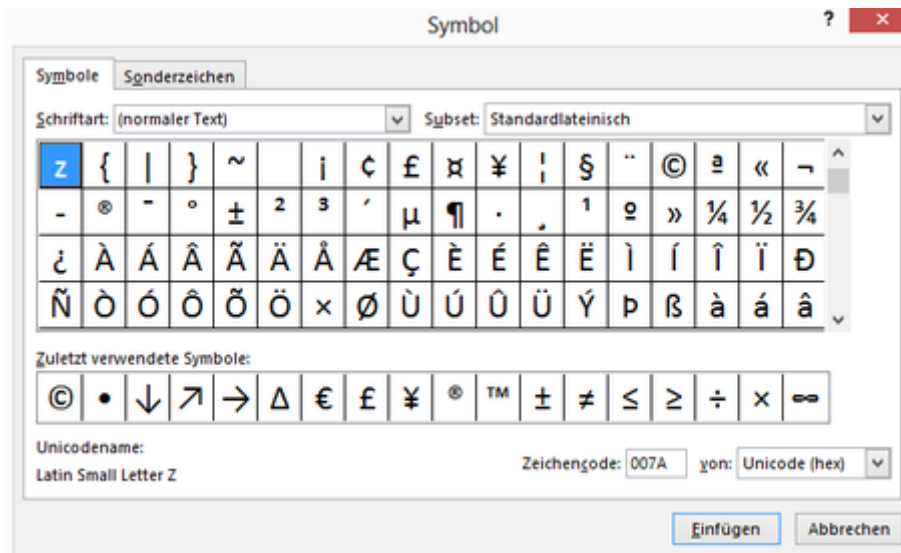 Symbol ? ×
Symbole Sonderzeichen
Schriftart: (normaler Text) Subset: Standardlateinisch
z { | } ~ ¡ ¢ £ ¤ ¥ ¦ § ¨ © ª « ¬
- ® ¯ ° ± ² ³ ´ µ ¶ · ¸ ¹ º » ¼ ½ ¾
¿ À Á Â Ã Ä Å Æ Ç È É Ê Ë Ì Í Î Ï Ð
Ñ Ò Ó Ô Õ Ö × Ø Ù Ú Û Ü Ý Þ ß à á â
Zuletzt verwendete Symbole:
© • ↓ ↗ → Δ € £ ¥ ® ™ ± ≠ ≤ ≥ ÷ × ∞
Unicodename:
Latin Small Letter Z
Zeichencode: 007A von: Unicode (hex)
Einfügen Abbrechen